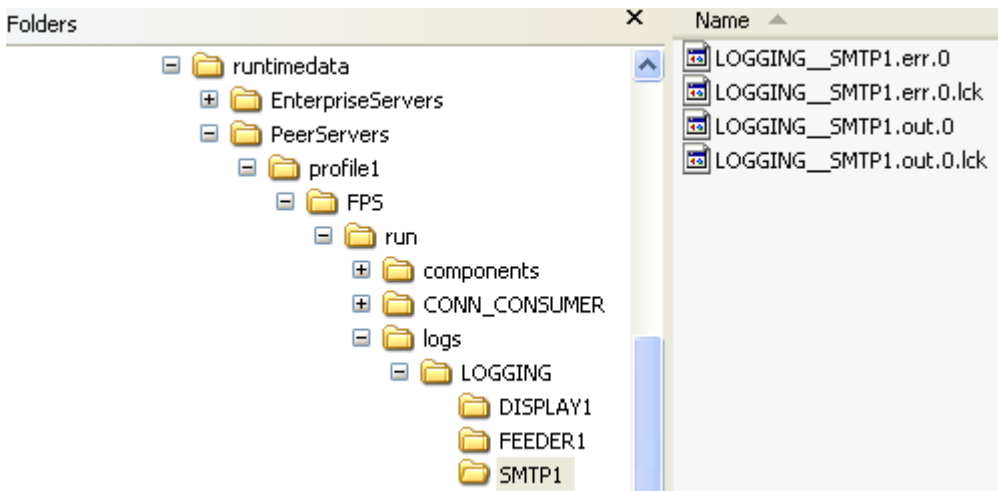 Folders
runtimedata
EnterpriseServers
PeerServers
profile1
FPS
run
components
CONN_CONSUMER
logs
LOGGING
DISPLAY1
FEEDER1
SMTP1
Name
LOGGING__SMTP1.err.0
LOGGING__SMTP1.err.0.lck
LOGGING__SMTP1.out.0
LOGGING__SMTP1.out.0.lck